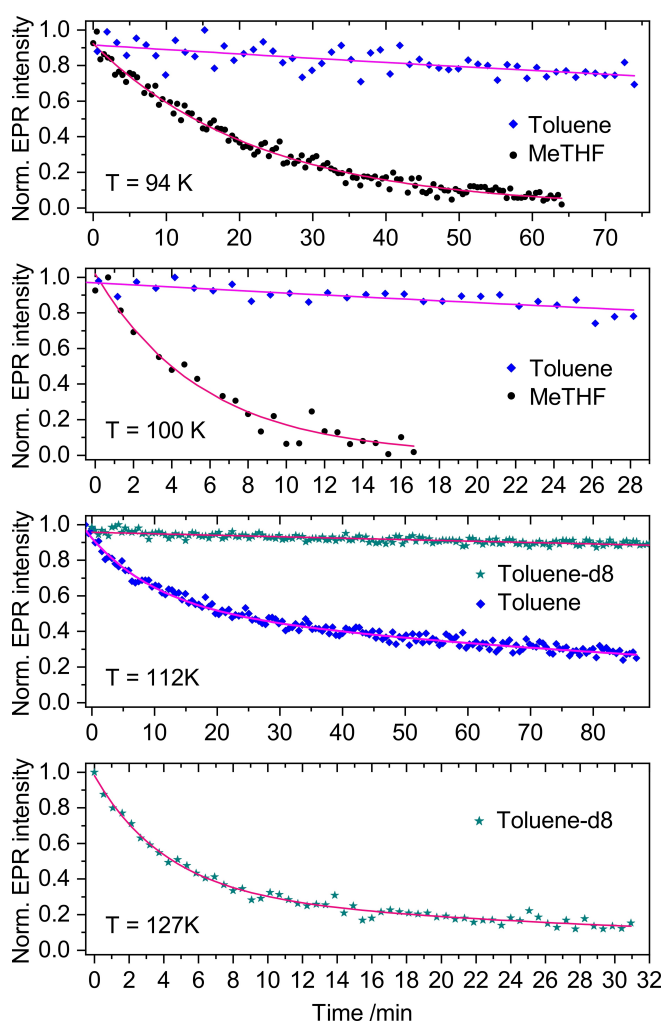 Norm. EPR intensity
1.0
0.8
0.6
0.4
0.2
0.0
Toluene
MeTHF
T = 94 K
0 10 20 30 40 50 60 70
Norm. EPR intensity
1.0
0.8
0.6
0.4
0.2
0.0
Toluene
MeTHF
T = 100 K
0 2 4 6 8 10 12 14 16 18 20 22 24 26 28
Norm. EPR intensity
1.0
0.8
0.6
0.4
0.2
0.0
Toluene-d8
Toluene
T = 112K
0 10 20 30 40 50 60 70 80
Norm. EPR intensity
1.0
0.8
0.6
0.4
0.2
0.0
Toluene-d8
T = 127K
0 2 4 6 8 10 12 14 16 18 20 22 24 26 28 30 32
Time /min